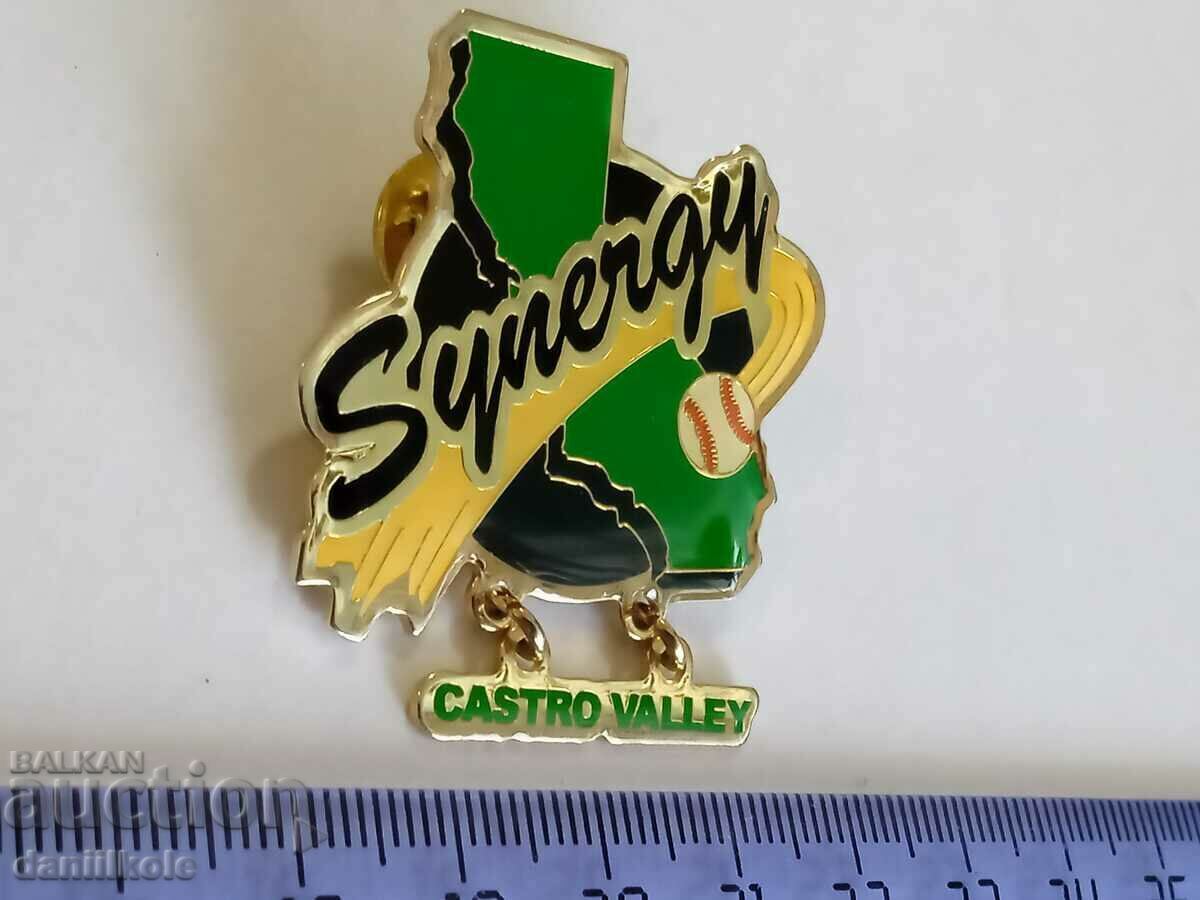 Synergy
CASTRO VALLEY
BALKAN
auction
daniilkole